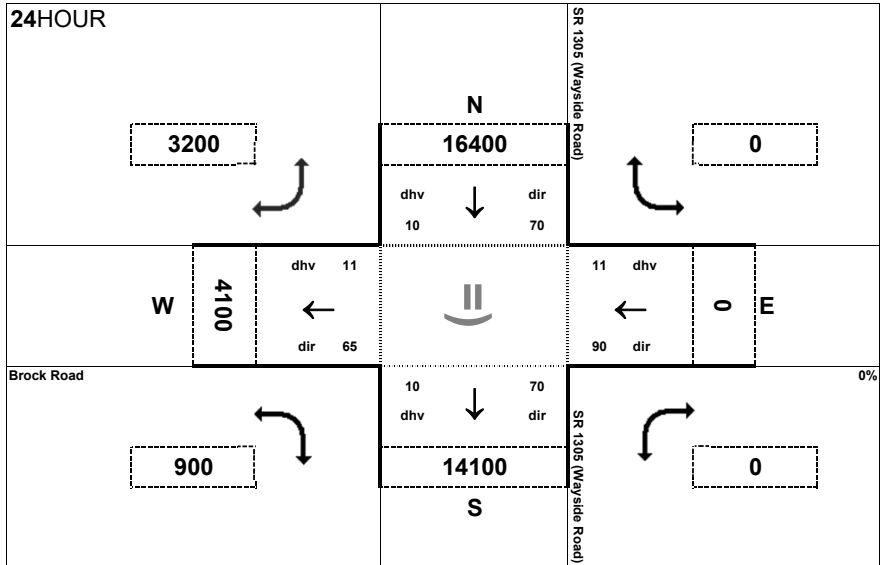 24HOUR
SR 1305 (Wayside Road)
N
3200
16400
0
dhv
dir
10
70
dhv 11
11 dhv
W
4100
0
E
dir 65
90 dir
Brock Road
0%
10
70
dhv
dir
SR 1305 (Wayside Road)
900
14100
0
S